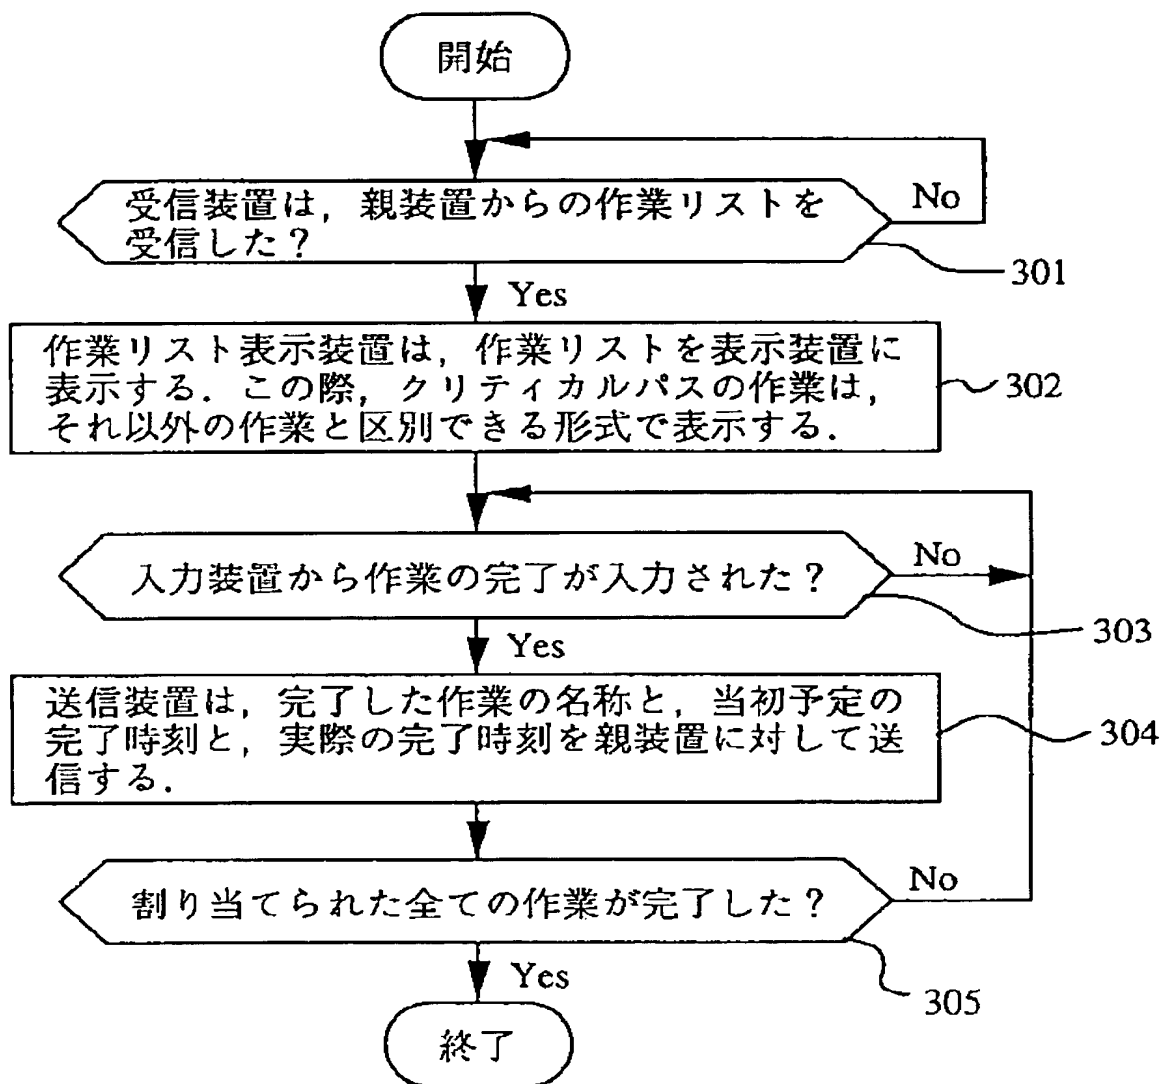 開始
受信装置は，親装置からの作業リストを
受信した？
No
301
Yes
作業リスト表示装置は，作業リストを表示装置に
表示する．この際，クリティカルパスの作業は，
それ以外の作業と区別できる形式で表示する．
302
入力装置から作業の完了が入力された？
No
303
Yes
送信装置は，完了した作業の名称と，当初予定の
完了時刻と，実際の完了時刻を親装置に対して送
信する．
304
割り当てられた全ての作業が完了した？
No
305
Yes
終了